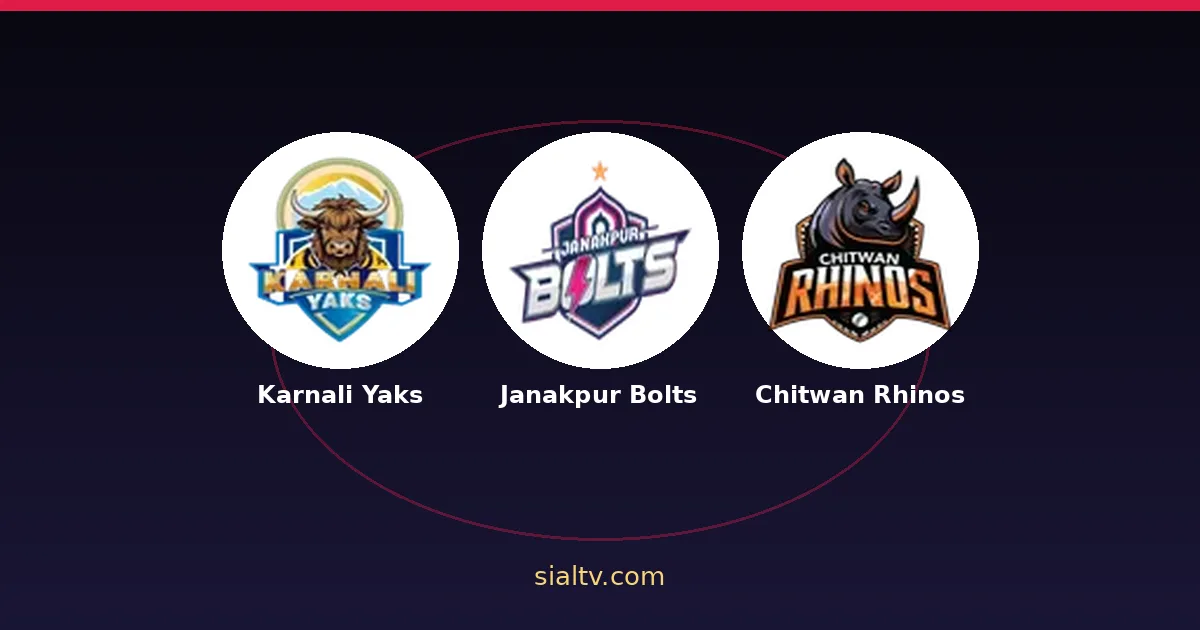 KARNALI
YAKS
JANAKPUR
BOLTS
CHITWAN
RHINOS
Karnali Yaks
Janakpur Bolts
Chitwan Rhinos
sialtv.com